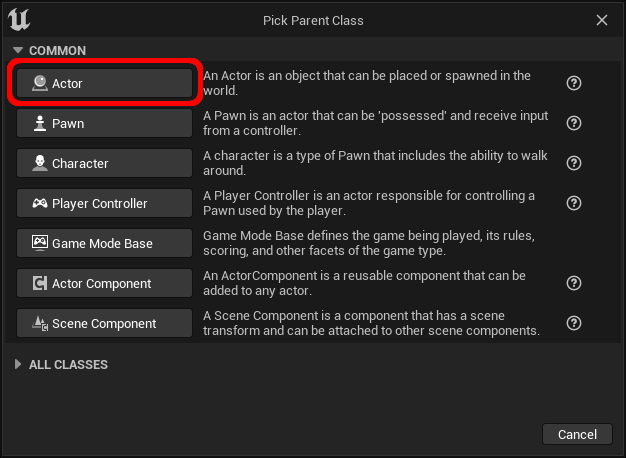 Pick Parent Class
COMMON
Actor
An Actor is an object that can be placed or spawned in the
world.
Pawn
A Pawn is an actor that can be 'possessed' and receive input
from a controller.
Character
A character is a type of Pawn that includes the ability to walk
around.
Player Controller
A Player Controller is an actor responsible for controlling a
Pawn used by the player.
Game Mode Base
Game Mode Base defines the game being played, its rules,
scoring, and other facets of the game type.
Actor Component
An ActorComponent is a reusable component that can be
added to any actor.
Scene Component
A Scene Component is a component that has a scene
transform and can be attached to other scene components.
ALL CLASSES
Cancel